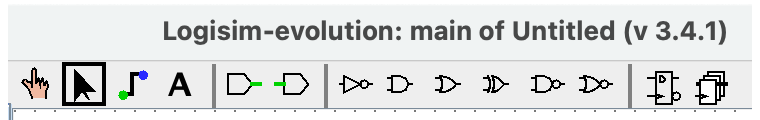 Logisim-evolution: main of Untitled (v 3.4.1)
A
D